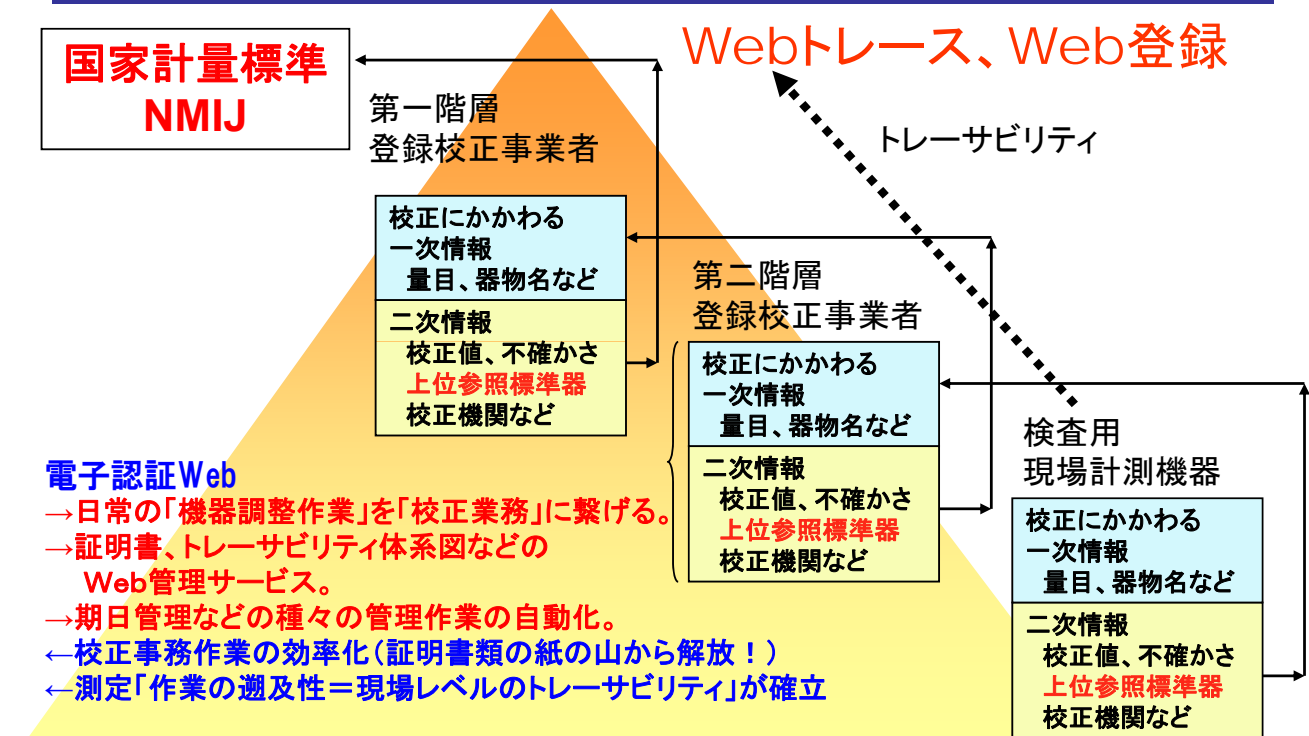 国家計量標準
NMIJ
Webトレース、Web登録
トレーサビリティ
第一階層
登録校正事業者
校正にかかわる
一次情報
量目、器物名など
二次情報
校正値、不確かさ
上位参照標準器
校正機関など
第二階層
登録校正事業者
校正にかかわる
一次情報
量目、器物名など
二次情報
校正値、不確かさ
上位参照標準器
校正機関など
検査用
現場計測機器
校正にかかわる
一次情報
量目、器物名など
二次情報
校正値、不確かさ
上位参照標準器
校正機関など
電子認証Web
→日常の「機器調整作業」を「校正業務」に繋げる。
→証明書、トレーサビリティ体系図などの
Web管理サービス。
→期日管理などの種々の管理作業の自動化。
←校正事務作業の効率化（証明書類の紙の山から解放！）
←測定「作業の遡及性＝現場レベルのトレーサビリティ」が確立